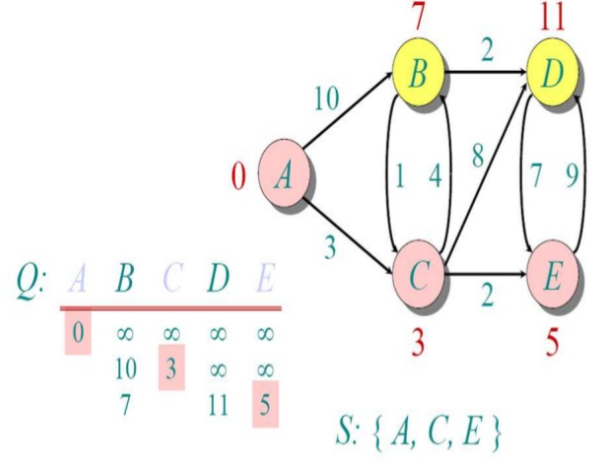 7 11
B 2 D
10
0 A 1 4 8 7 9
3
C 2 E
3 5
Q: A B C D E
0 ∞ ∞ ∞ ∞
10 3 ∞ ∞
7 11 5
S: { A, C, E }